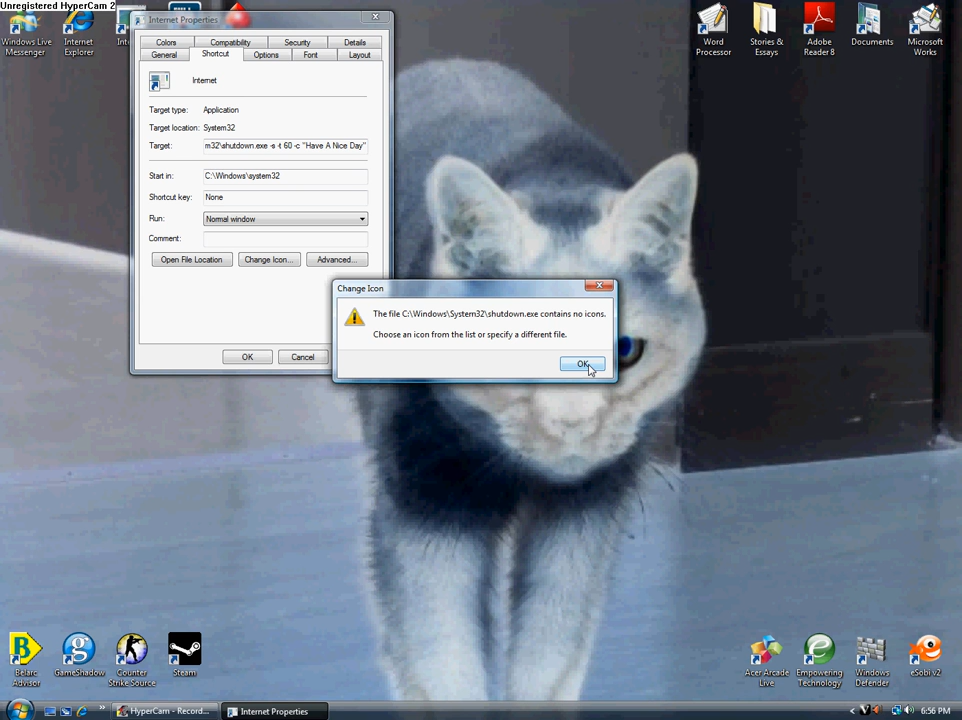 Unregistered HyperCam 2
Windows Live
Messenger
Internet
Explorer
Internet Properties
Colors
Compatibility
Security
Details
General
Shortcut
Options
Font
Layout
Internet
Target type:
Application
Target location:
System32
Target:
m32\shutdown.exe -s -t 60 -c "Have A Nice Day"
Start in:
C:\Windows\system32
Shortcut key:
None
Run:
Normal window
Comment:
Open File Location
Change Icon...
Advanced...
OK
Cancel
Change Icon
The file C:\Windows\System32\shutdown.exe contains no icons.
Choose an icon from the list or specify a different file.
OK
Word
Processor
Stories &
Essays
Adobe
Reader 8
Documents
Microsoft
Works
Belarc
Advisor
GameShadow
Counter
Strike Source
Steam
Acer Arcade
Live
Empowering
Technology
Windows
Defender
eSobi v2
HyperCam - Record...
Internet Properties
6:56 PM